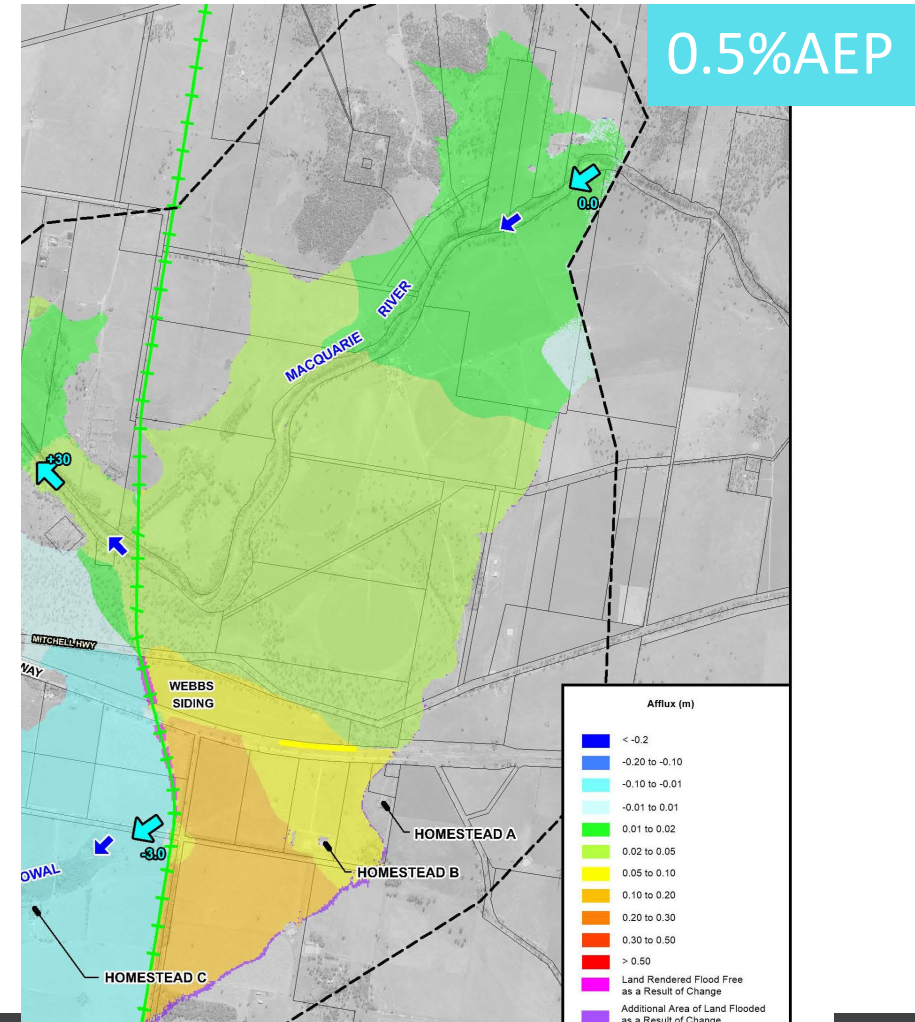 0.5%AEP
0.0
RIVER
MACQUARIE
+30
MITCHELL HWY
WAY
WEBBS
SIDING
HOMESTEAD A
-3.0
HOMESTEAD B
OWAL
HOMESTEAD C
Afflux (m)
< -0.2
-0.20 to -0.10
-0.10 to -0.01
-0.01 to 0.01
0.01 to 0.02
0.02 to 0.05
0.05 to 0.10
0.10 to 0.20
0.20 to 0.30
0.30 to 0.50
> 0.50
Land Rendered Flood Free
as a Result of Change
Additional Area of Land Flooded
as a Result of Change